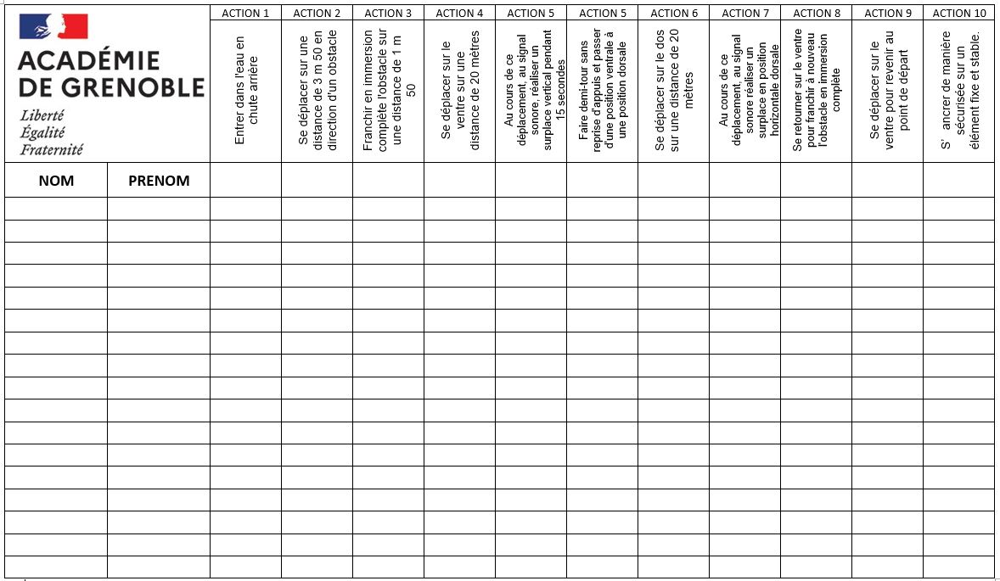 ACADÉMIE
DE GRENOBLE
Liberté
Égalité
Fraternité
ACTION 1
Entrer dans l'eau en
chute arrière
ACTION 2
Se déplacer sur une
distance de 3 m 50 en
direction d'un obstacle
ACTION 3
Franchir en immersion
complète l'obstacle sur
une distance de 1 m
50
ACTION 4
Se déplacer sur le
ventre sur une
distance de 20 mètres
ACTION 5
Au cours de ce
déplacement, au signal
sonore, réaliser un
surplace vertical pendant
15 secondes
ACTION 5
Faire demi-tour sans
reprise d'appuis et passer
d'une position ventrale à
une position dorsale
ACTION 6
Se déplacer sur le dos
sur une distance de 20
mètres
ACTION 7
Au cours de ce
déplacement, au signal
sonore réaliser un
surplace en position
horizontale dorsale
ACTION 8
Se retourner sur le ventre
pour franchir à nouveau
l'obstacle en immersion
complète
ACTION 9
Se déplacer sur le
ventre pour revenir au
point de départ
ACTION 10
S' ancrer de manière
sécurisée sur un
élément fixe et stable.
NOM
PRENOM